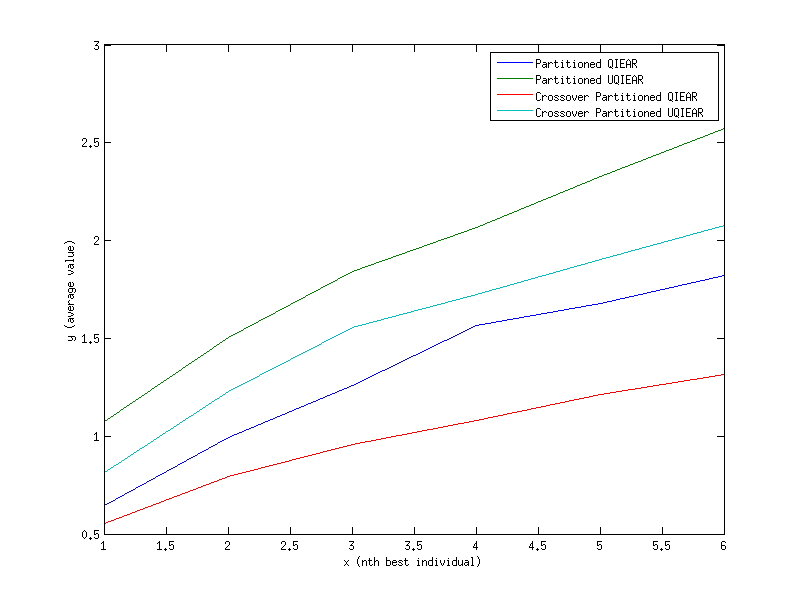 3
2.5
2
1.5
1
0.5
y (average value)
Partitioned QIEAR
Partitioned UQIEAR
Crossover Partitioned QIEAR
Crossover Partitioned UQIEAR
1 1.5 2 2.5 3 3.5 4 4.5 5 5.5 6
x (nth best individual)